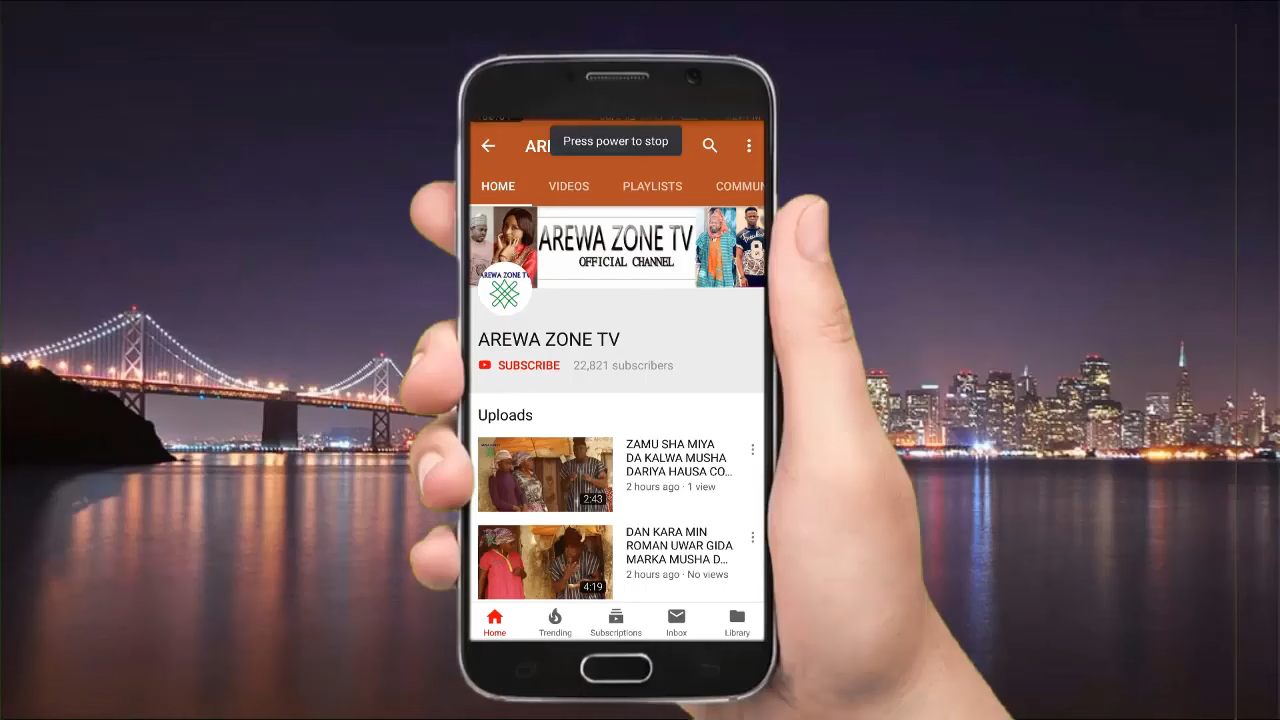 ARE
Press power to stop
HOME VIDEOS PLAYLISTS COMMUN
AREWA ZONE TV
OFFICIAL CHANNEL
AREWA ZONE TV
AREWA ZONE TV
SUBSCRIBE 22,821 subscribers
Uploads
ZAMU SHA MIYA
DA KALWA MUSHA
DARIYA HAUSA CO...
2 hours ago · 1 view
2:43
DAN KARA MIN
ROMAN UWAR GIDA
MARKA MUSHA D...
2 hours ago · No views
4:19
Home Trending Subscriptions Inbox Library